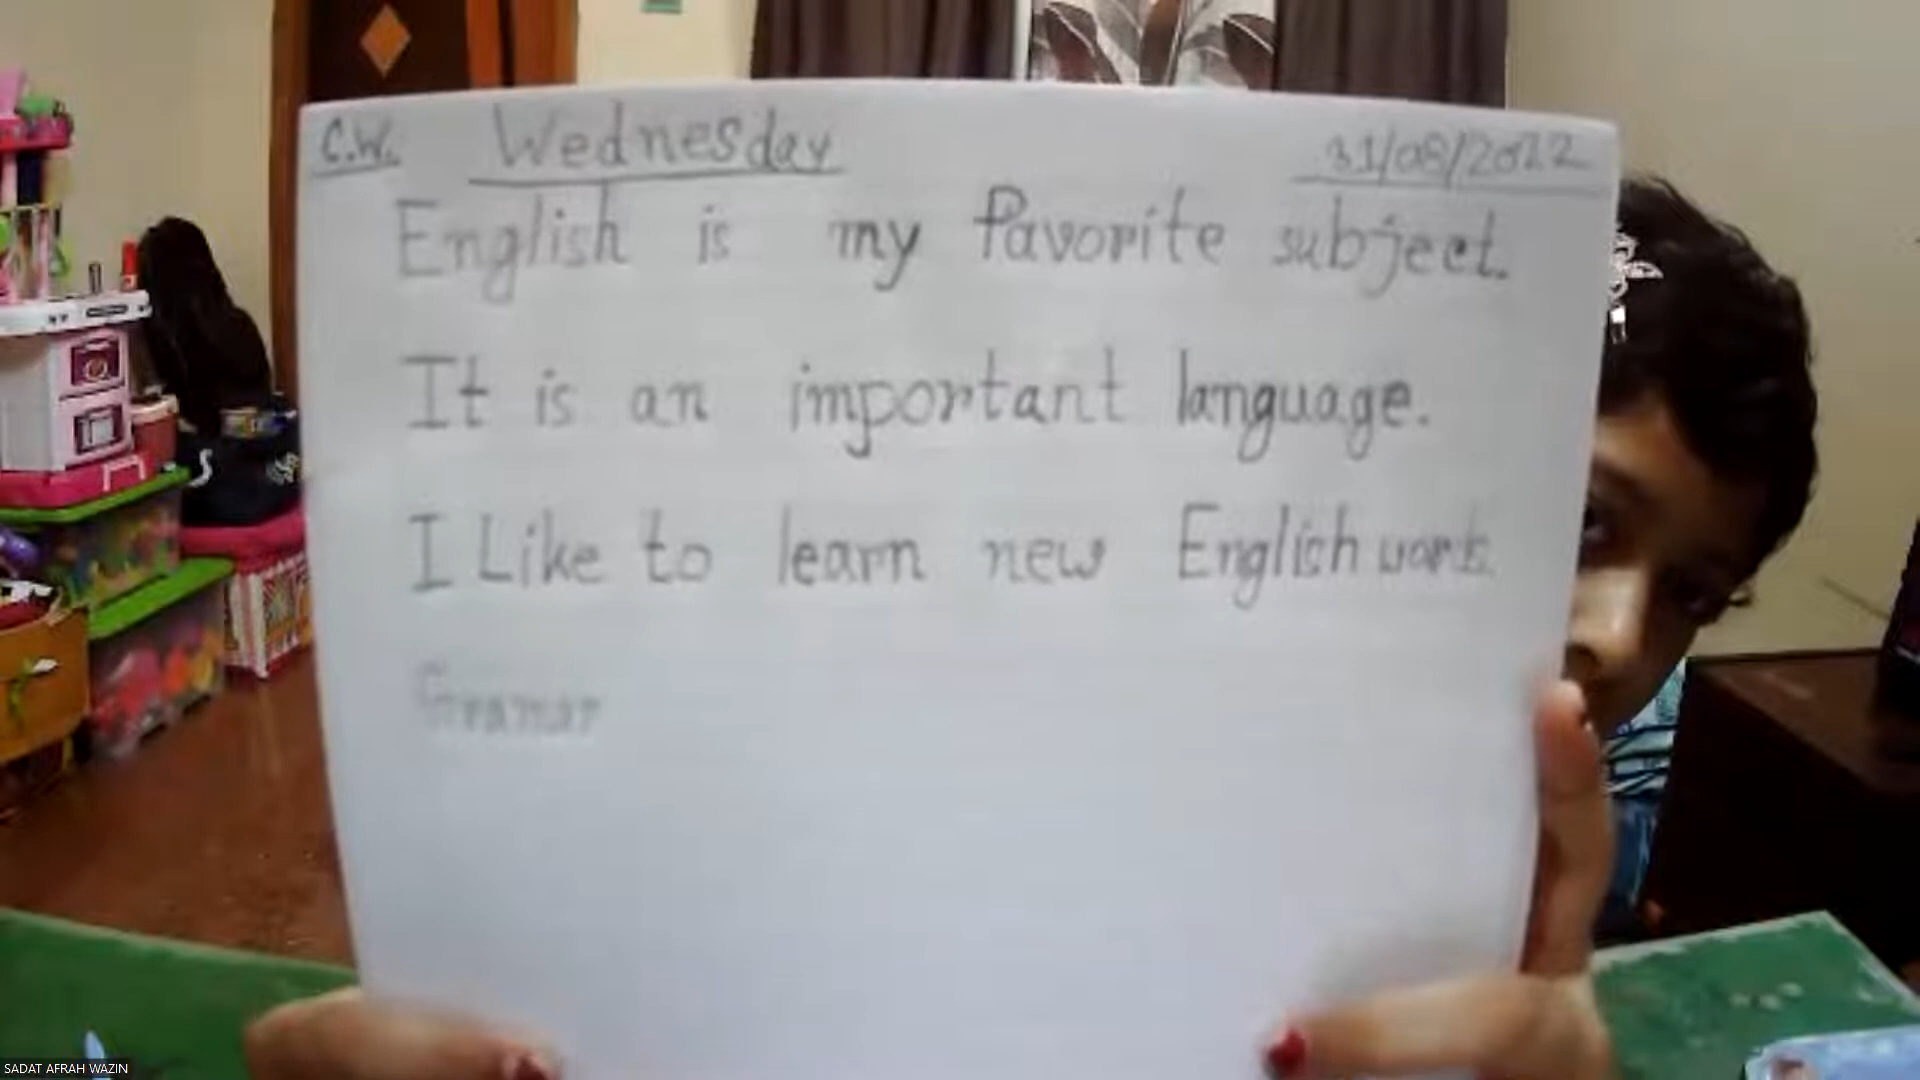 C.W. Wednesday 31/08/2022
English is my favorite subject.
It is an important language.
I Like to learn new English words.
Gramar
SADAT AFRAH WAZIN